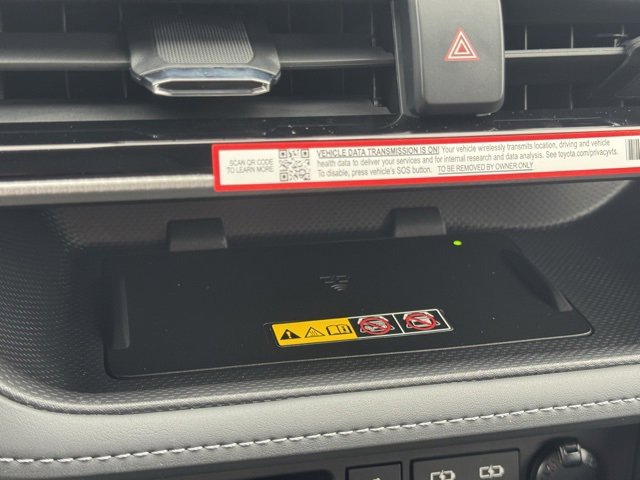 SCAN QR CODE
TO LEARN MORE
VEHICLE DATA TRANSMISSION IS ON! Your vehicle wirelessly transmits location, driving and vehicle
health data to deliver your services and for internal research and data analysis. See toyota.com/privacyvts.
To disable, press vehicle's SOS button. TO BE REMOVED BY OWNER ONLY